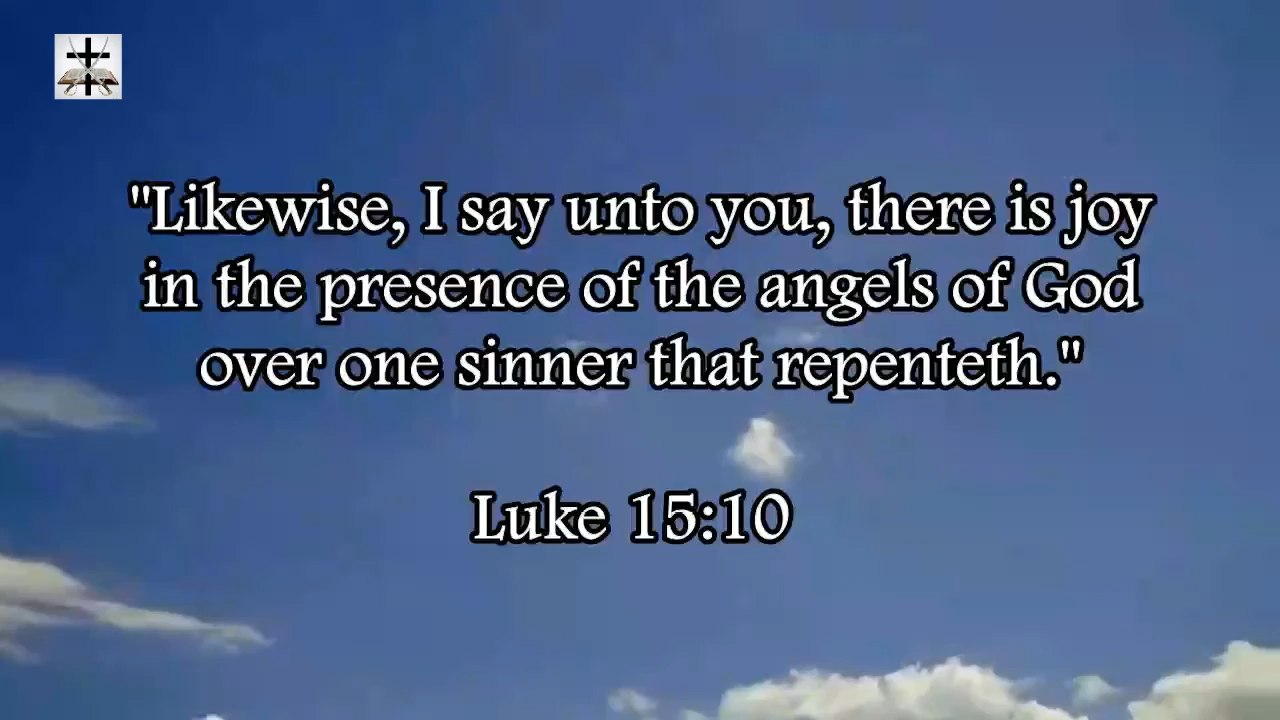 "Likewise, I say unto you, there is joy
in the presence of the angels of God
over one sinner that repenteth."
Luke 15:10